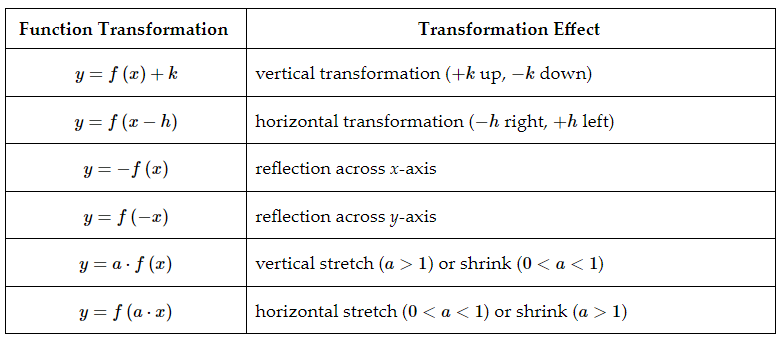 Function Transformation Transformation Effect
y = f (x) + k vertical transformation (+k up, −k down)
y = f (x − h) horizontal transformation (−h right, +h left)
y = −f (x) reflection across x-axis
y = f (−x) reflection across y-axis
y = a · f (x) vertical stretch (a > 1) or shrink (0 < a < 1)
y = f (a · x) horizontal stretch (0 < a < 1) or shrink (a > 1)